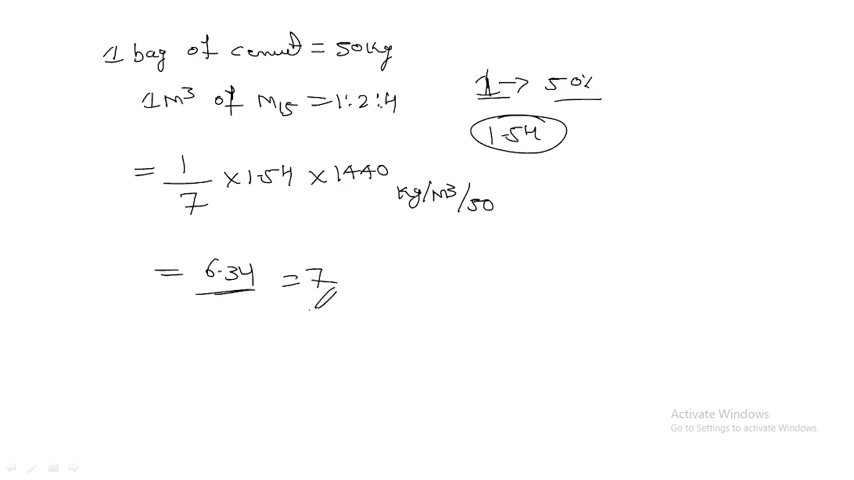 1 bag of cement = 50Kg
1M³ of M15 = 1:2:4
1 → 50%
1.54
= 1/7 × 1.54 × 1440 Kg/M³/50
= 6.34 = 7
Activate Windows
Go to Settings to activate Windows.